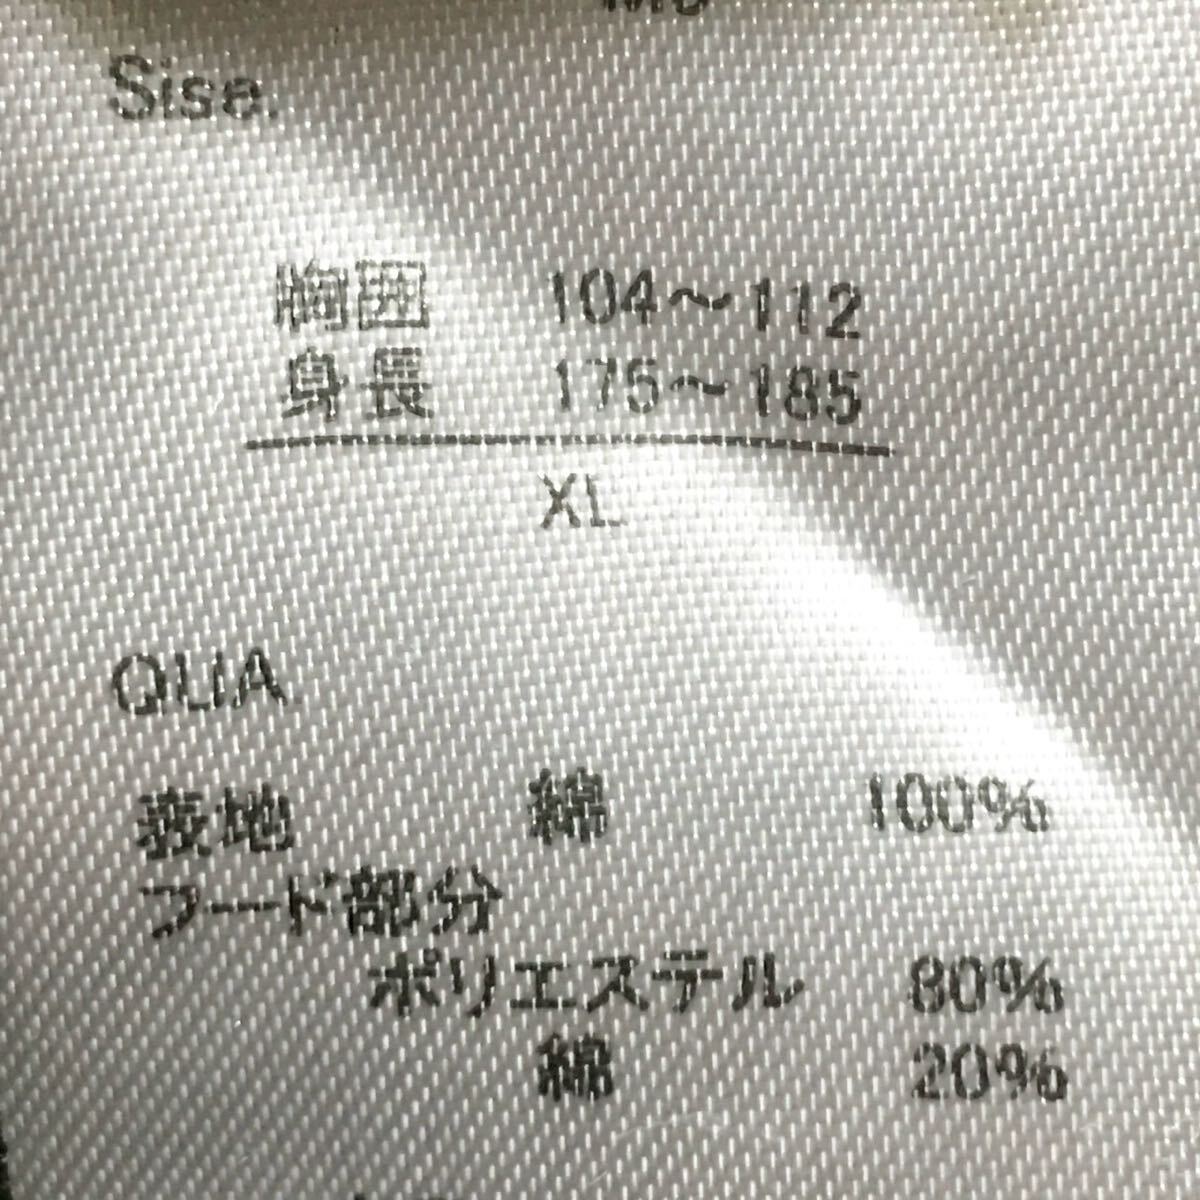 Sise.
胸囲 104～112
身長 175～185
XL
QUA
表地 綿 100%
フード部分
ポリエステル 80%
綿 20%